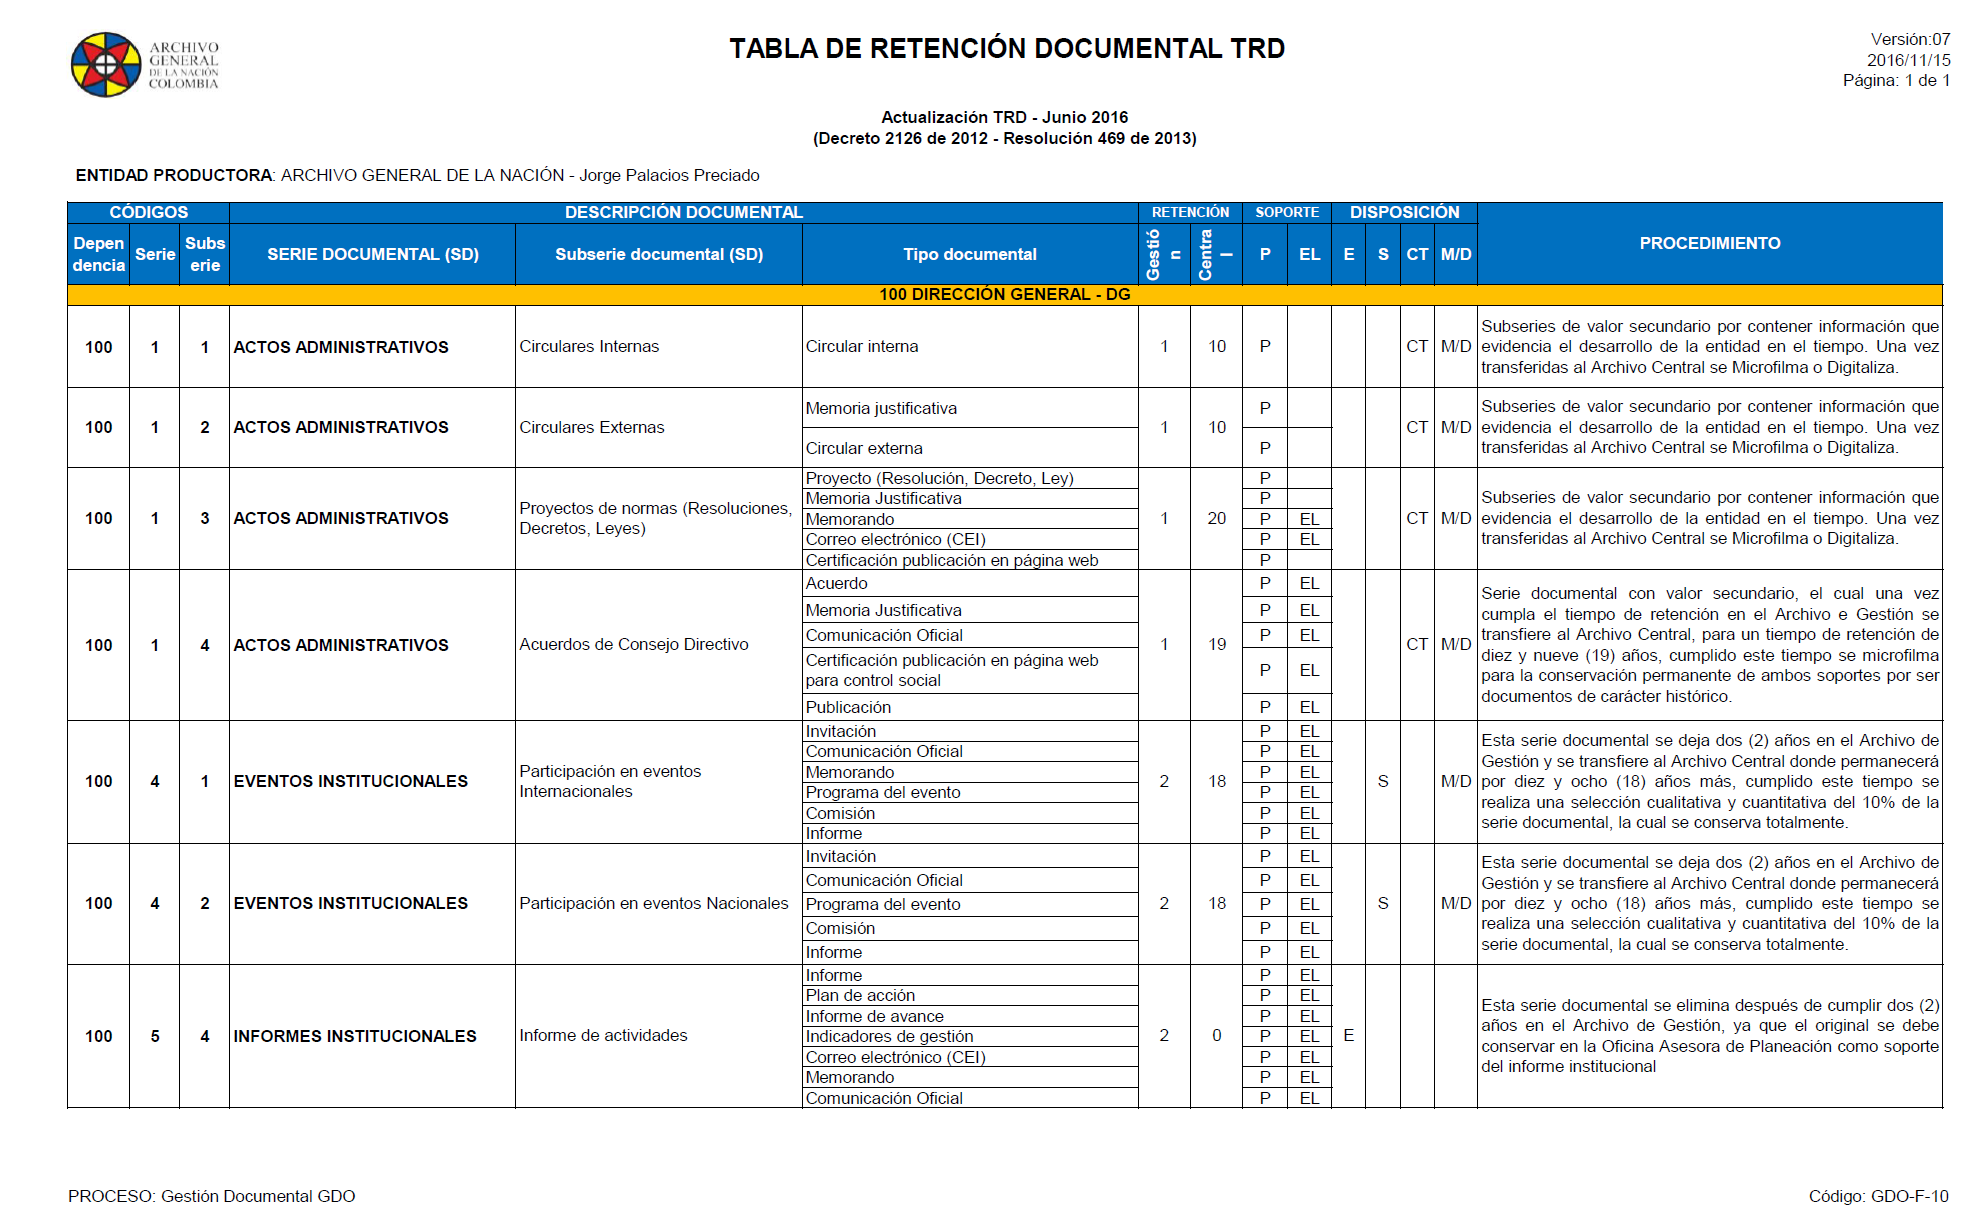 ARCHIVO
GENERAL
DE LA NACIÓN
COLOMBIA
TABLA DE RETENCIÓN DOCUMENTAL TRD
Versión:07
2016/11/15
Página: 1 de 1
Actualización TRD - Junio 2016
(Decreto 2126 de 2012 - Resolución 469 de 2013)
ENTIDAD PRODUCTORA: ARCHIVO GENERAL DE LA NACIÓN - Jorge Palacios Preciado
CÓDIGOS DESCRIPCIÓN DOCUMENTAL RETENCIÓN SOPORTE DISPOSICIÓN PROCEDIMIENTO
Depen
dencia
Serie
Subs
erie
SERIE DOCUMENTAL (SD)
Subserie documental (SD)
Tipo documental
Gestió
n
Centra
l
P EL E S CT M/D
100 DIRECCIÓN GENERAL - DG
100 1 1 ACTOS ADMINISTRATIVOS Circulares Internas
Circular interna
1 10 P CT M/D
Subseries de valor secundario por contener información que
evidencia el desarrollo de la entidad en el tiempo. Una vez
transferidas al Archivo Central se Microfilma o Digitaliza.
100 1 2 ACTOS ADMINISTRATIVOS Circulares Externas
Memoria justificativa P
Circular externa P
1 10 CT M/D
Subseries de valor secundario por contener información que
evidencia el desarrollo de la entidad en el tiempo. Una vez
transferidas al Archivo Central se Microfilma o Digitaliza.
100 1 3 ACTOS ADMINISTRATIVOS
Proyectos de normas (Resoluciones,
Decretos, Leyes)
Proyecto (Resolución, Decreto, Ley) P
Memoria Justificativa P
Memorando P EL
Correo electrónico (CEI) P EL
Certificación publicación en página web P
1 20 CT M/D
Subseries de valor secundario por contener información que
evidencia el desarrollo de la entidad en el tiempo. Una vez
transferidas al Archivo Central se Microfilma o Digitaliza.
100 1 4 ACTOS ADMINISTRATIVOS Acuerdos de Consejo Directivo
Acuerdo P EL
Memoria Justificativa P EL
Comunicación Oficial P EL
Certificación publicación en página web
para control social P EL
Publicación P EL
1 19 CT M/D
Serie documental con valor secundario, el cual una vez
cumpla el tiempo de retención en el Archivo e Gestión se
transfiere al Archivo Central, para un tiempo de retención de
diez y nueve (19) años, cumplido este tiempo se microfilma
para la conservación permanente de ambos soportes por ser
documentos de carácter histórico.
100 4 1 EVENTOS INSTITUCIONALES
Participación en eventos
Internacionales
Invitación P EL
Comunicación Oficial P EL
Memorando P EL
Programa del evento P EL
Comisión P EL
Informe P EL
2 18 S M/D
Esta serie documental se deja dos (2) años en el Archivo de
Gestión y se transfiere al Archivo Central donde permanecerá
por diez y ocho (18) años más, cumplido este tiempo se
realiza una selección cualitativa y cuantitativa del 10% de la
serie documental, la cual se conserva totalmente.
100 4 2 EVENTOS INSTITUCIONALES Participación en eventos Nacionales
Invitación P EL
Comunicación Oficial P EL
Programa del evento P EL
Comisión P EL
Informe P EL
2 18 S M/D
Esta serie documental se deja dos (2) años en el Archivo de
Gestión y se transfiere al Archivo Central donde permanecerá
por diez y ocho (18) años más, cumplido este tiempo se
realiza una selección cualitativa y cuantitativa del 10% de la
serie documental, la cual se conserva totalmente.
100 5 4 INFORMES INSTITUCIONALES Informe de actividades
Informe P EL
Plan de acción P EL
Informe de avance P EL
Indicadores de gestión P EL
Correo electrónico (CEI) P EL
Memorando P EL
Comunicación Oficial P EL
2 0 E
Esta serie documental se elimina después de cumplir dos (2)
años en el Archivo de Gestión, ya que el original se debe
conservar en la Oficina Asesora de Planeación como soporte
del informe institucional
PROCESO: Gestión Documental GDO
Código: GDO-F-10